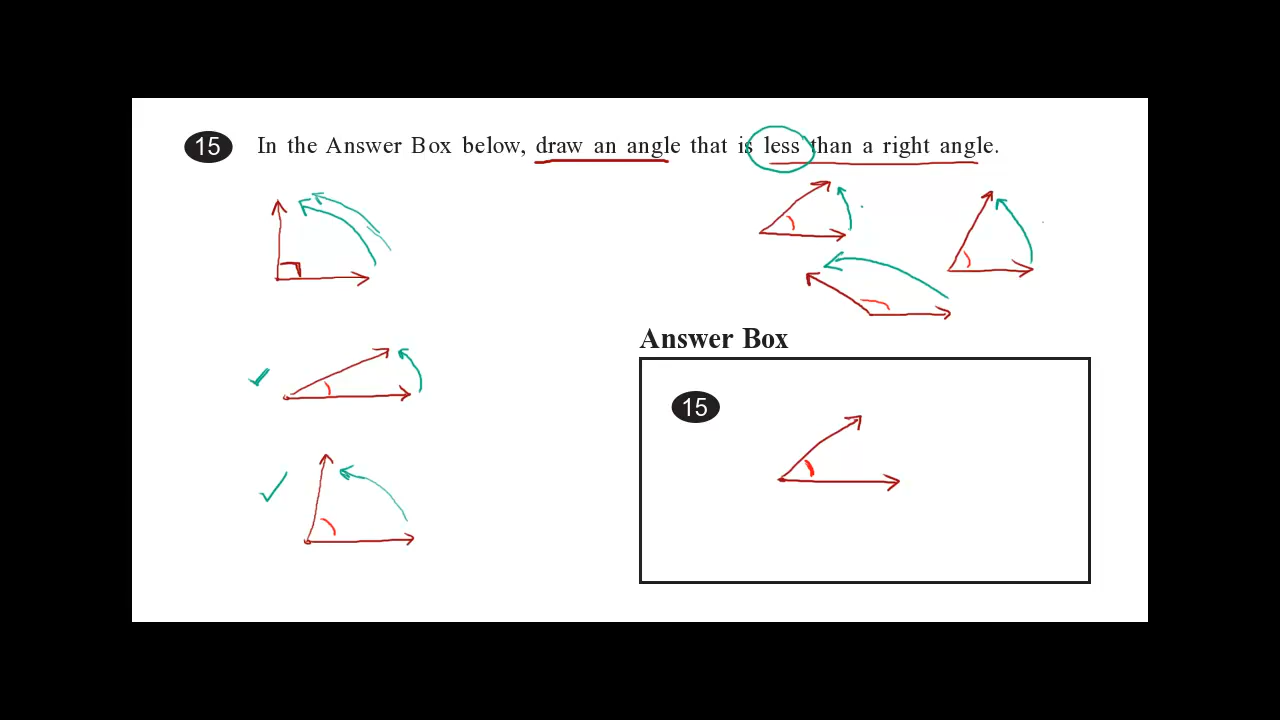 15 In the Answer Box below, draw an angle that is less than a right angle.
Answer Box
15